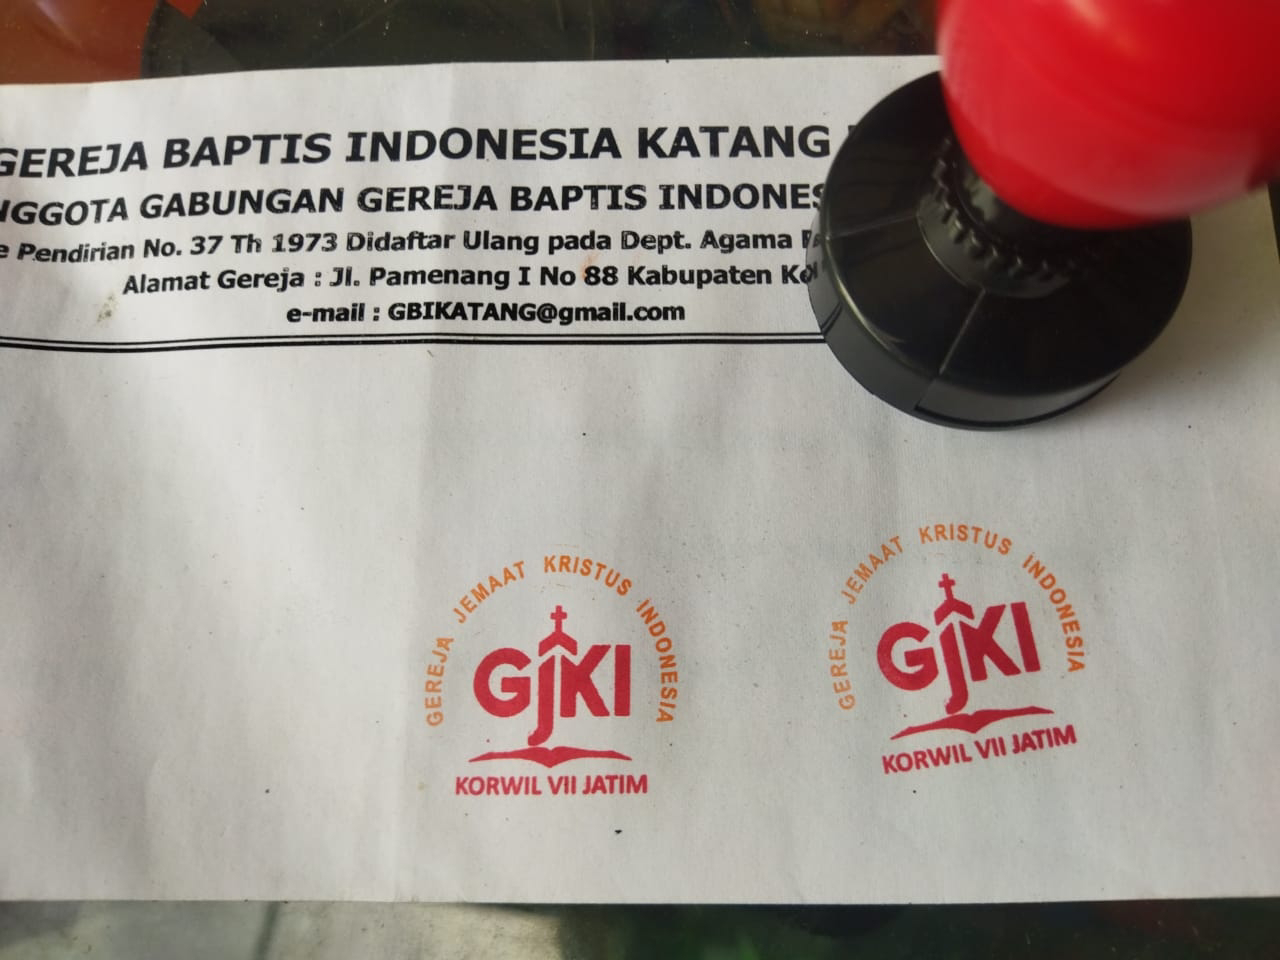 GEREJA BAPTIS INDONESIA KATANG
GABUNGAN GEREJA BAPTIS
Pendirian No. 37 Th 1973 Didaftar Ulang pada Dept. Agama
Alamat Gereja : Jl. Pamenang I No 88 Kabupaten
e-mail : GBIKATANG@gmail.com
GEREJA JEMAAT KRISTUS INDONESIA
GJKI
KORWIL VII JATIM
GEREJA JEMAAT KRISTUS INDONESIA
GJKI
KORWIL VII JATIM